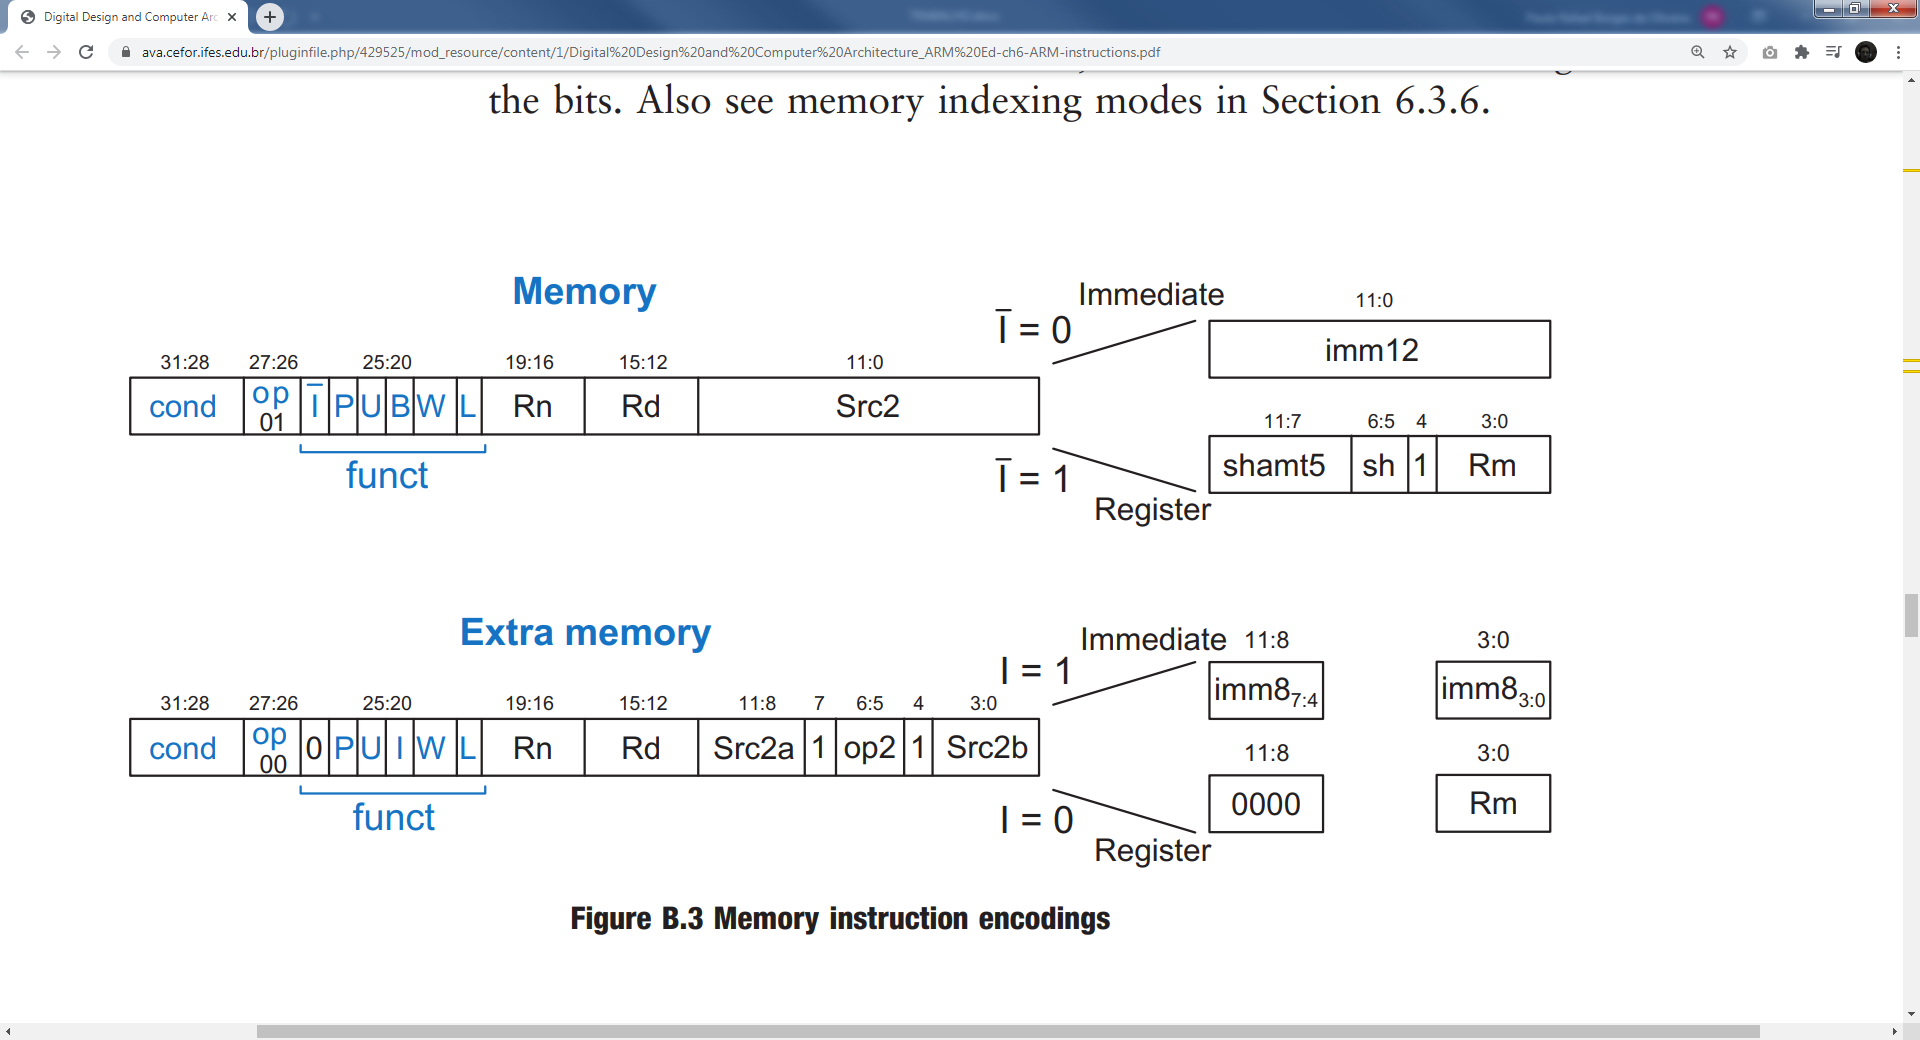 Digital Design and Computer Arc
ava.cefor.ifes.edu.br/pluginfile.php/429525/mod_resource/content/1/Digital%20Design%20and%20Computer%20Architecture_ARM%20Ed-ch6-ARM-instructions.pdf
the bits. Also see memory indexing modes in Section 6.3.6.
Memory
31:28 27:26 25:20 19:16 15:12 11:0
cond op 01 I̅ P U B W L Rn Rd Src2
funct
I̅ = 0 Immediate
11:0
imm12
I̅ = 1 Register
11:7 6:5 4 3:0
shamt5 sh 1 Rm
Extra memory
31:28 27:26 25:20 19:16 15:12 11:8 7 6:5 4 3:0
cond op 00 0 P U I W L Rn Rd Src2a 1 op2 1 Src2b
funct
I = 1 Immediate
11:8 3:0
imm8 7:4 imm8 3:0
I = 0 Register
11:8 3:0
0000 Rm
Figure B.3 Memory instruction encodings